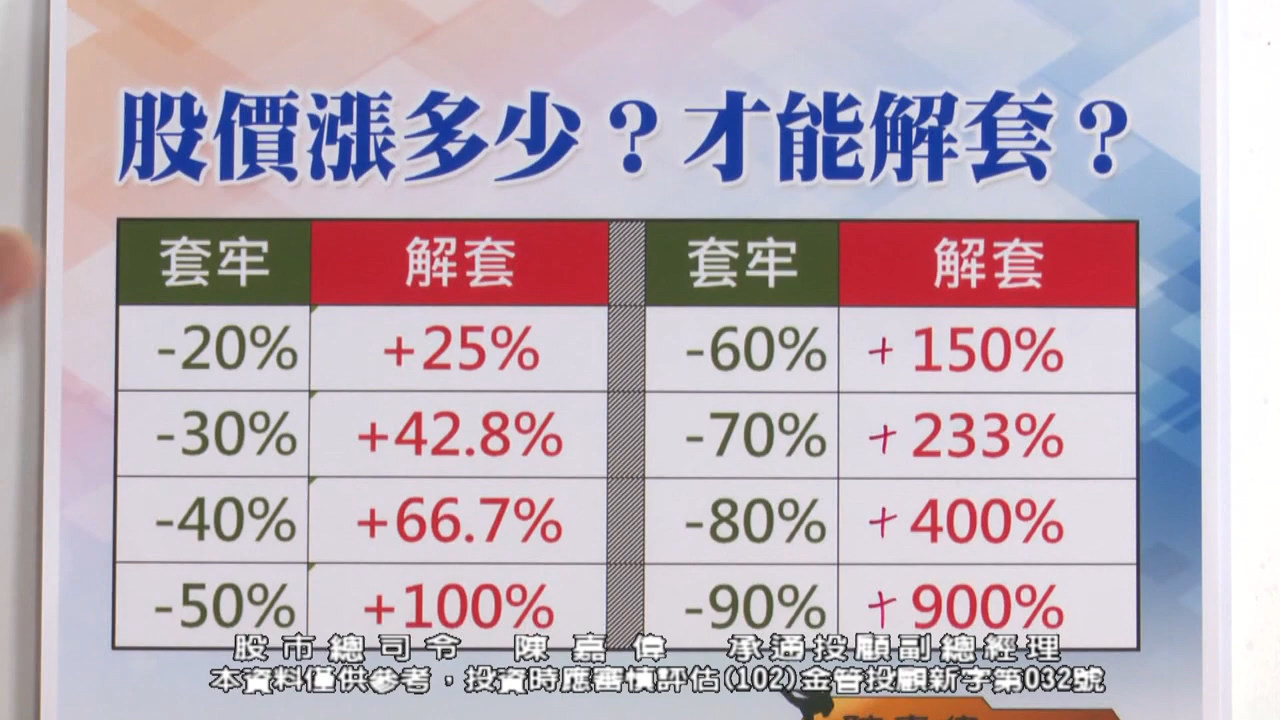 股價漲多少？才能解套？
套牢 解套 套牢 解套
-20% +25% -60% + 150%
-30% +42.8% -70% + 233%
-40% +66.7% -80% + 400%
-50% +100% -90% + 900%
股市總司令 陳嘉偉 承通投顧副總經理
本資料僅供參考，投資時應審慎評估(102)金管投顧新字第032號